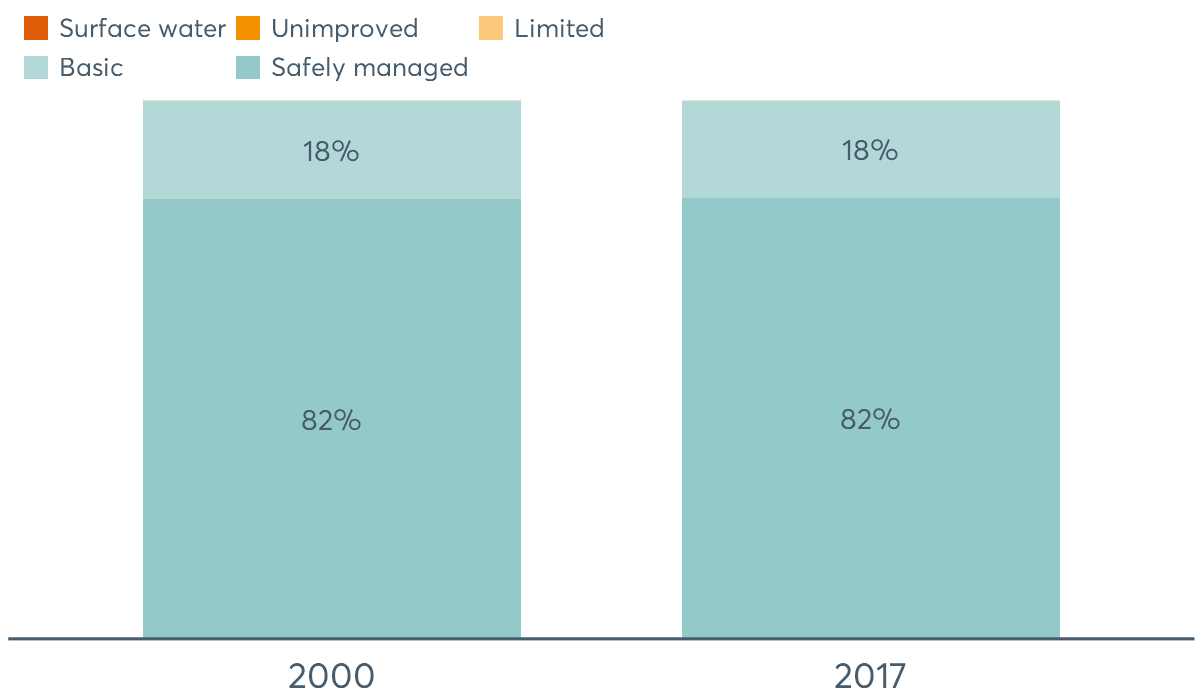 Surface water Unimproved Limited
Basic Safely managed
18% 18%
82% 82%
2000 2017